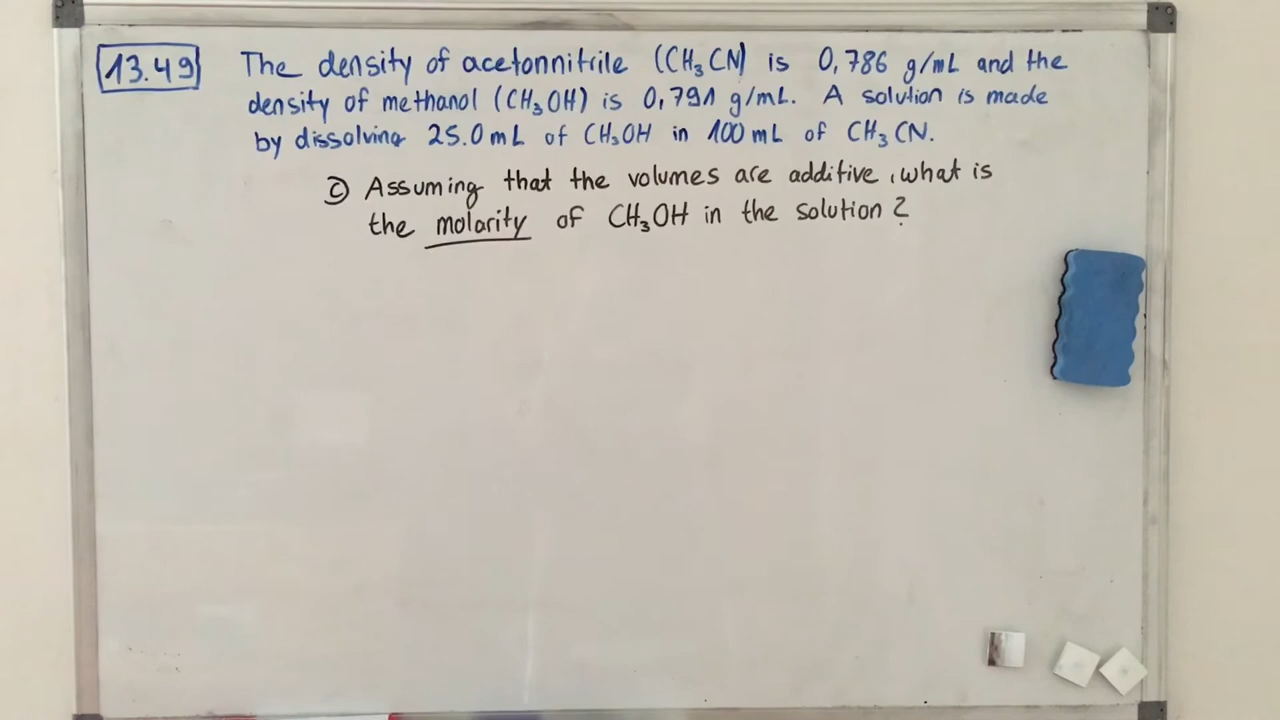 13.49 The density of acetonnitrile (CH₃CN) is 0,786 g/mL and the
density of methanol (CH₃OH) is 0,791 g/mL. A solution is made
by dissolving 25.0 mL of CH₃OH in 100 mL of CH₃CN.
c) Assuming that the volumes are additive, what is
the molarity of CH₃OH in the solution?